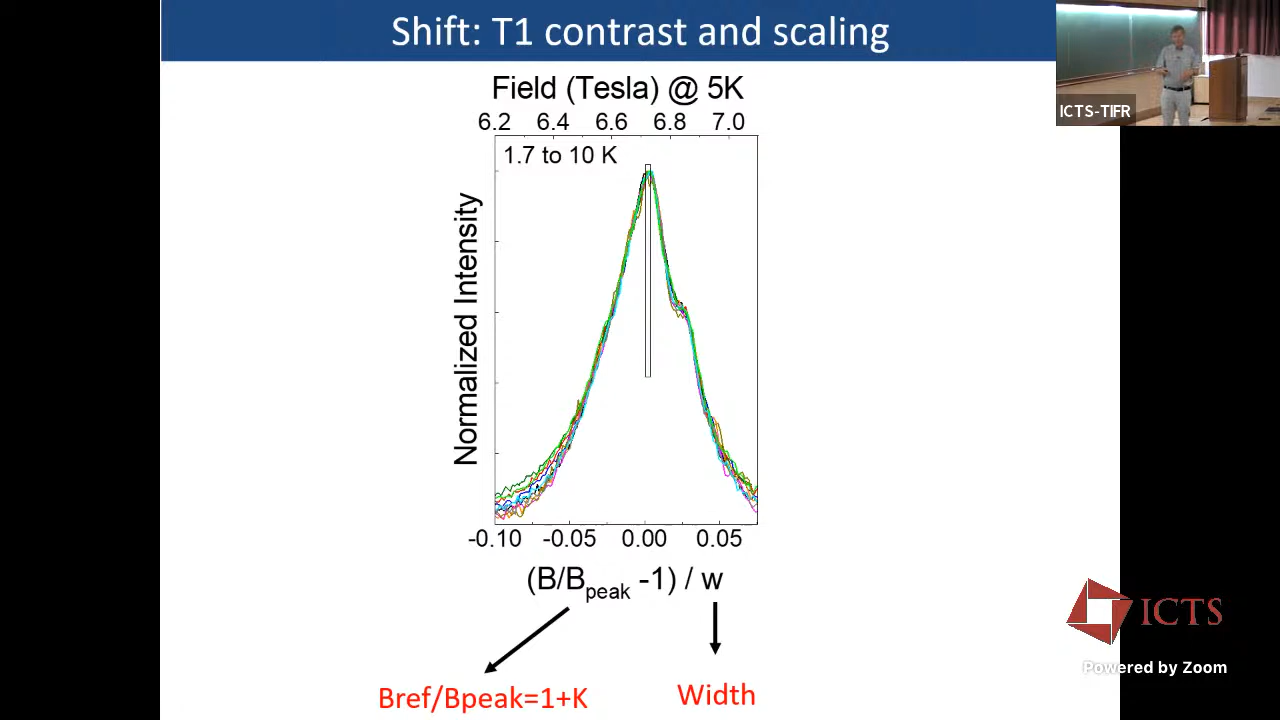 Shift: T1 contrast and scaling
ICTS-TIFR
Field (Tesla) @ 5K
6.2 6.4 6.6 6.8 7.0
1.7 to 10 K
Normalized Intensity
-0.10 -0.05 0.00 0.05
(B/Bpeak -1) / w
Bref/Bpeak=1+K
Width
ICTS
Powered by Zoom